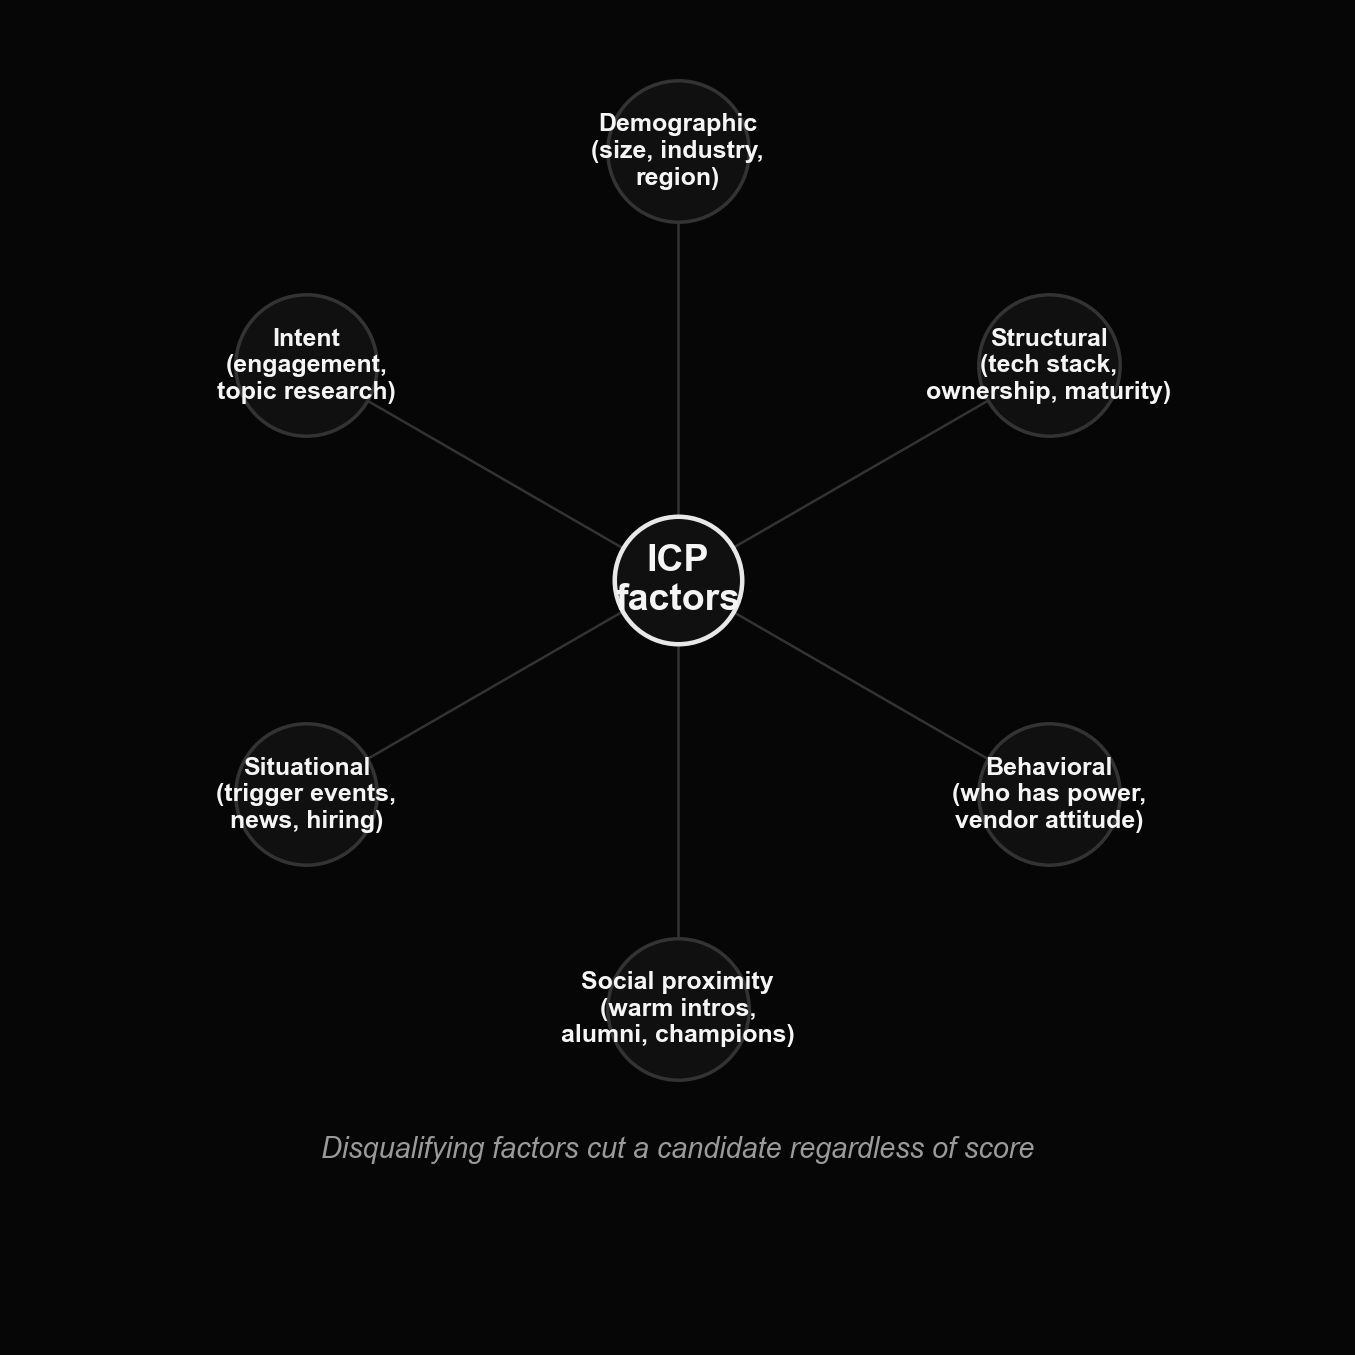 Demographic
(size, industry,
region)
Intent
(engagement,
topic research)
Structural
(tech stack,
ownership, maturity)
ICP
factors
Situational
(trigger events,
news, hiring)
Behavioral
(who has power,
vendor attitude)
Social proximity
(warm intros,
alumni, champions)
Disqualifying factors cut a candidate regardless of score